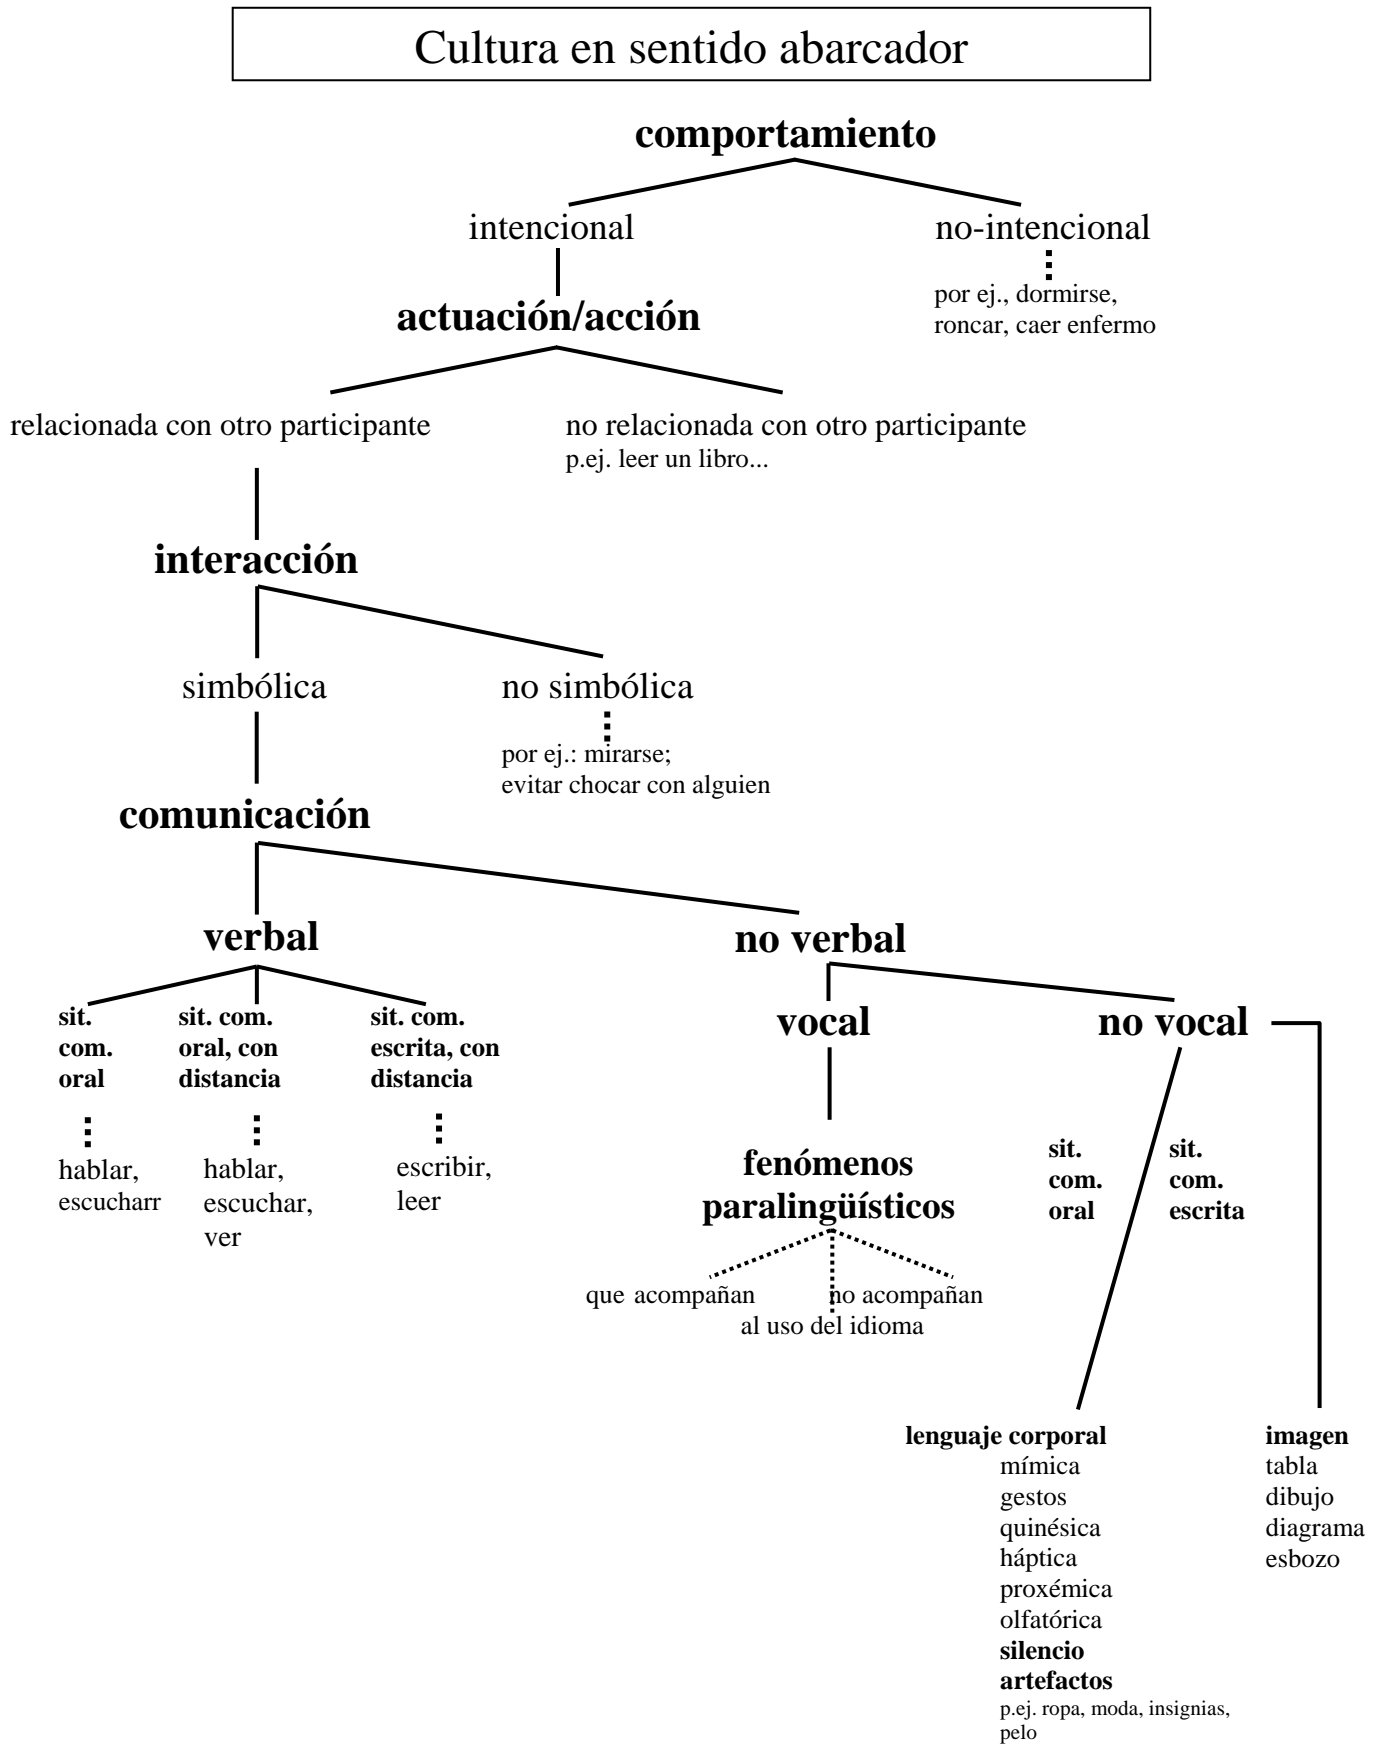 Cultura en sentido abarcador
comportamiento
intencional
no-intencional
por ej., dormirse,
roncar, caer enfermo
actuación/acción
relacionada con otro participante
no relacionada con otro participante
p.ej. leer un libro...
interacción
simbólica
no simbólica
por ej.: mirarse;
evitar chocar con alguien
comunicación
verbal
no verbal
sit.
com.
oral
sit. com.
oral, con
distancia
sit. com.
escrita, con
distancia
vocal
no vocal
hablar,
escucharr
hablar,
escuchar,
ver
escribir,
leer
fenómenos
paralingüísticos
sit.
com.
oral
sit.
com.
escrita
que acompañan
no acompañan
al uso del idioma
lenguaje corporal
mímica
gestos
quinésica
háptica
proxémica
olfatórica
silencio
artefactos
p.ej. ropa, moda, insignias,
pelo
imagen
tabla
dibujo
diagrama
esbozo